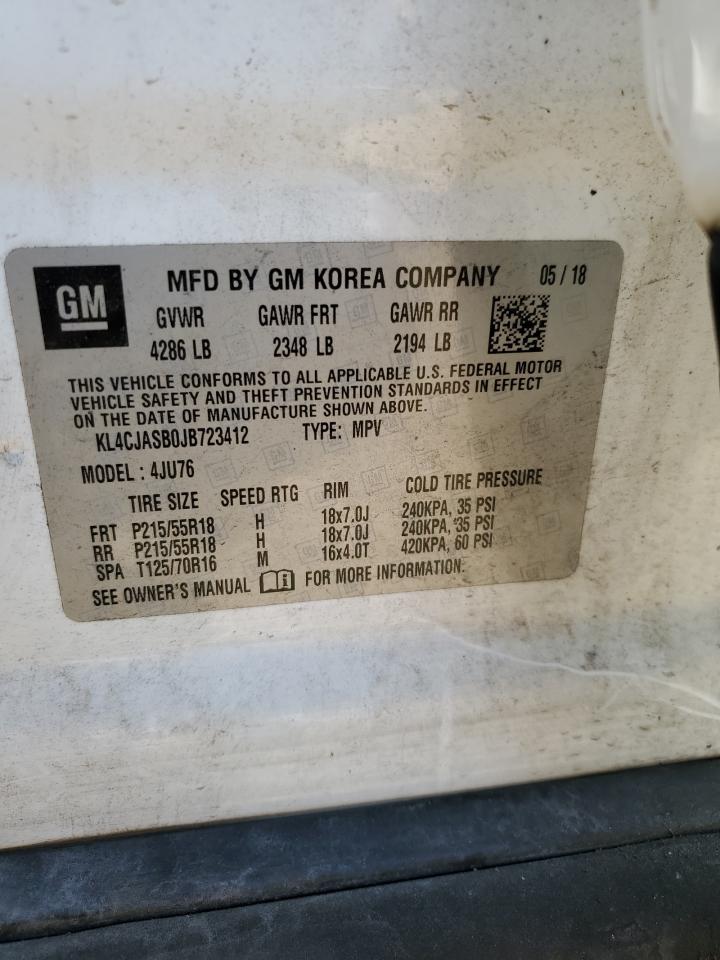 GM
MFD BY GM KOREA COMPANY 05 / 18
GVWR GAWR FRT GAWR RR
4286 LB 2348 LB 2194 LB
THIS VEHICLE CONFORMS TO ALL APPLICABLE U.S. FEDERAL MOTOR
VEHICLE SAFETY AND THEFT PREVENTION STANDARDS IN EFFECT
ON THE DATE OF MANUFACTURE SHOWN ABOVE.
KL4CJASB0JB723412 TYPE: MPV
MODEL : 4JU76
TIRE SIZE SPEED RTG RIM COLD TIRE PRESSURE
FRT P215/55R18 H 18x7.0J 240KPA, 35 PSI
RR P215/55R18 H 18x7.0J 240KPA, 35 PSI
SPA T125/70R16 M 16x4.0T 420KPA, 60 PSI
SEE OWNER'S MANUAL FOR MORE INFORMATION.